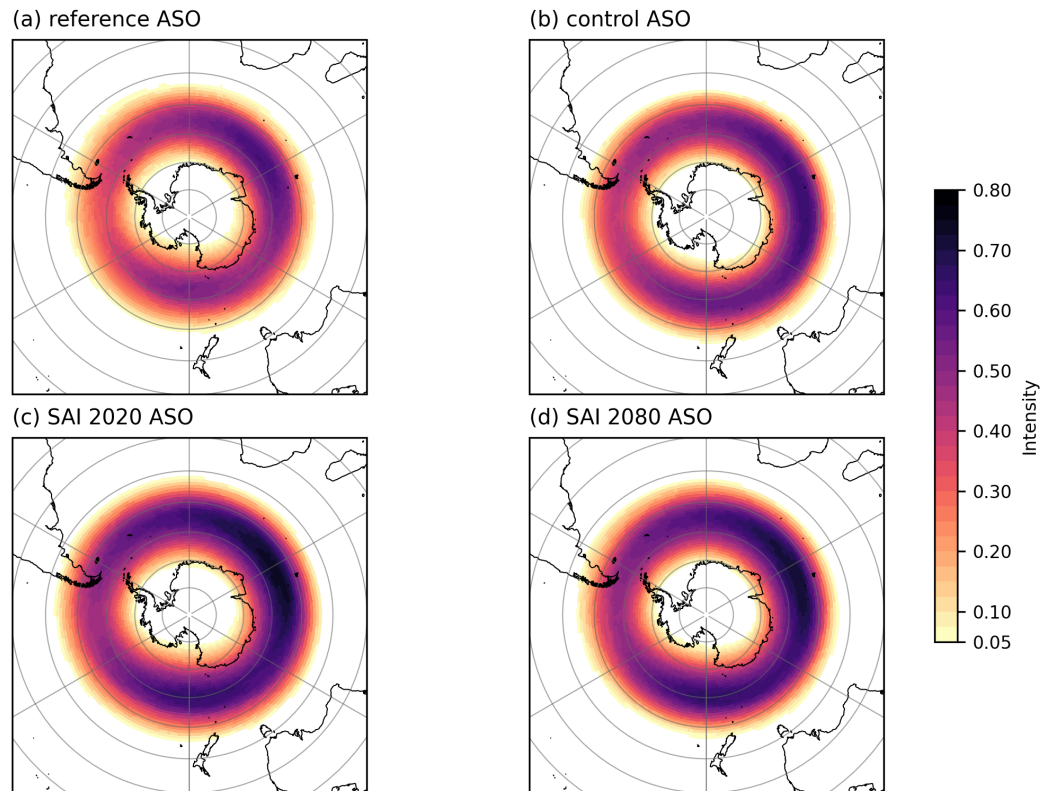 (a) reference ASO
(b) control ASO
(c) SAI 2020 ASO
(d) SAI 2080 ASO
0.80
0.70
0.60
0.50
0.40
0.30
0.20
0.10
0.05
Intensity